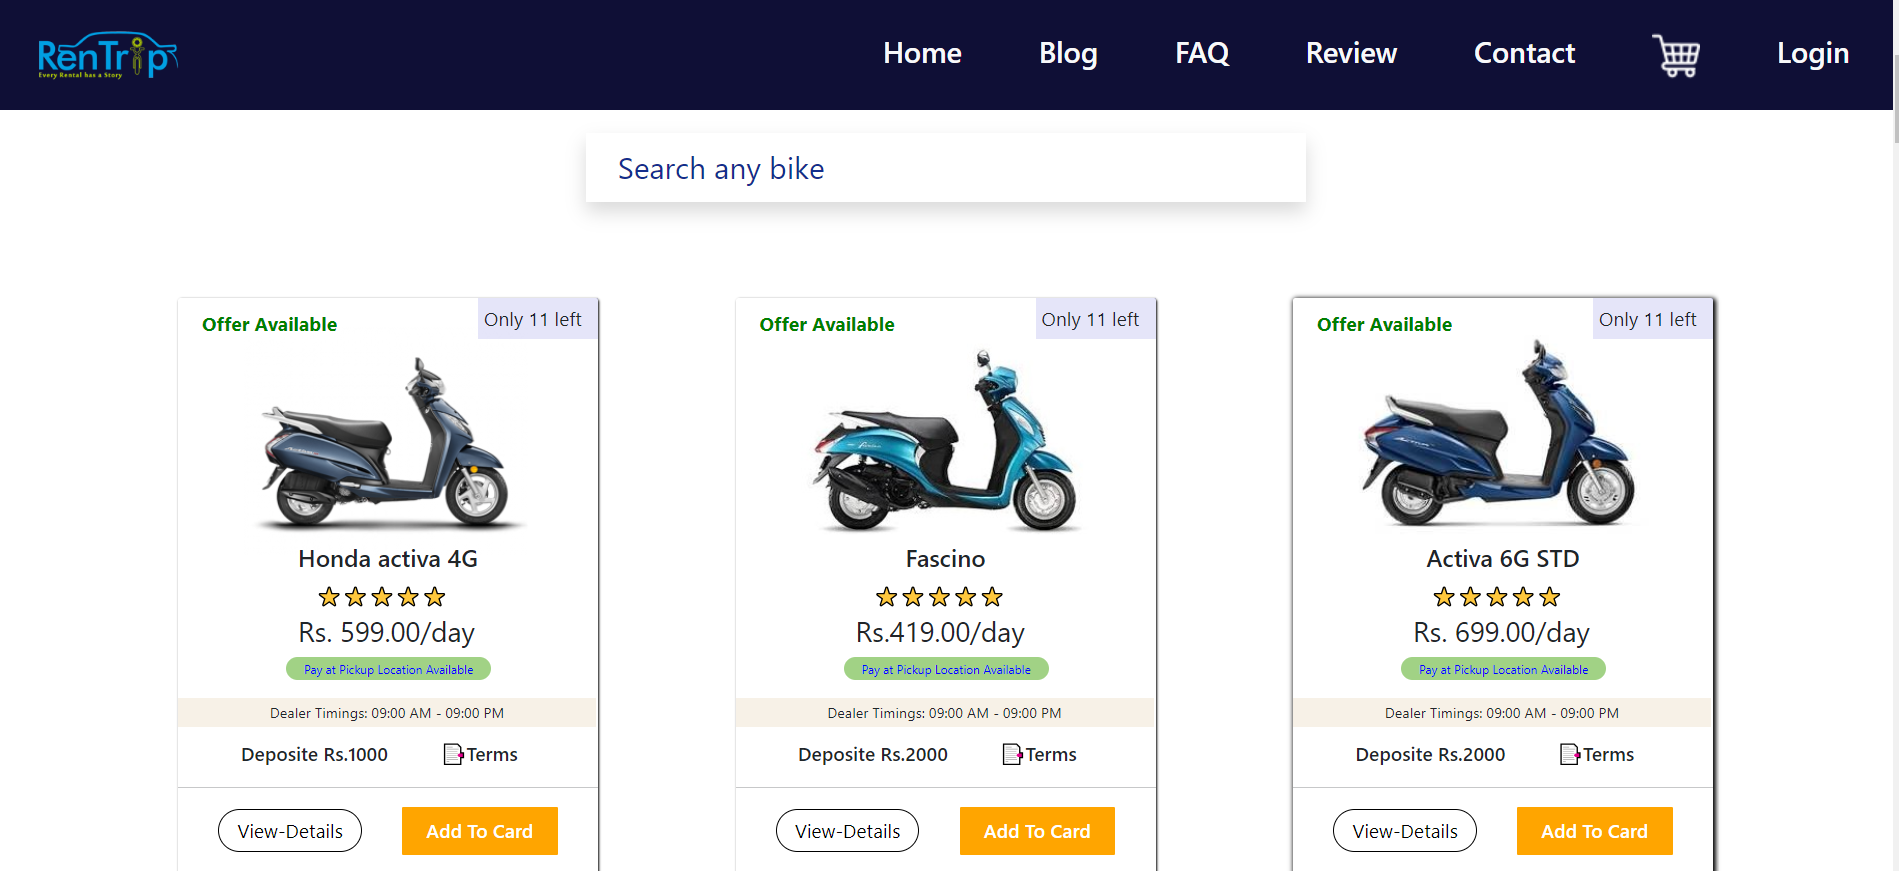 RenTrip
Every Rental has a Story
Home Blog FAQ Review Contact Login
Search any bike
Offer Available Only 11 left
Honda activa 4G
Rs. 599.00/day
Pay at Pickup Location Available
Dealer Timings: 09:00 AM - 09:00 PM
Deposite Rs.1000 Terms
View-Details Add To Card
Offer Available Only 11 left
Fascino
Rs.419.00/day
Pay at Pickup Location Available
Dealer Timings: 09:00 AM - 09:00 PM
Deposite Rs.2000 Terms
View-Details Add To Card
Offer Available Only 11 left
Activa 6G STD
Rs. 699.00/day
Pay at Pickup Location Available
Dealer Timings: 09:00 AM - 09:00 PM
Deposite Rs.2000 Terms
View-Details Add To Card